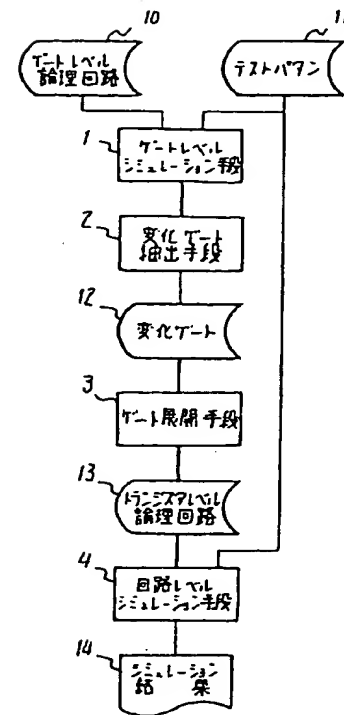 10
ゲートレベル
論理回路
11
テストパタン
1
ゲートレベル
シミュレーション手段
2
変化ゲート
抽出手段
12
変化ゲート
3
ゲート展開手段
13
トランジスタレベル
論理回路
4
回路レベル
シミュレーション手段
14
シミュレーション
結果